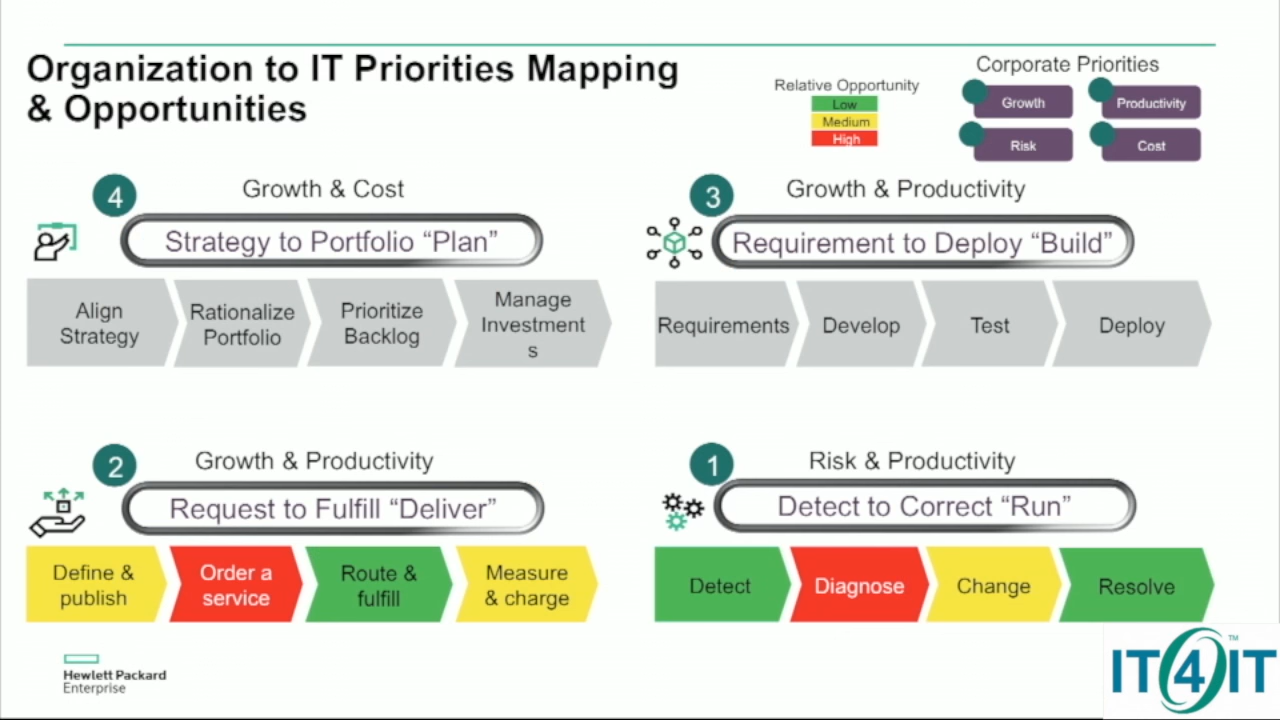 Organization to IT Priorities Mapping
& Opportunities
Relative Opportunity
Low
Medium
High
Corporate Priorities
Growth
Productivity
Risk
Cost
4
Growth & Cost
Strategy to Portfolio “Plan”
Align
Strategy
Rationalize
Portfolio
Prioritize
Backlog
Manage
Investment
s
3
Growth & Productivity
Requirement to Deploy “Build”
Requirements
Develop
Test
Deploy
2
Growth & Productivity
Request to Fulfill “Deliver”
Define &
publish
Order a
service
Route &
fulfill
Measure
& charge
1
Risk & Productivity
Detect to Correct “Run”
Detect
Diagnose
Change
Resolve
Hewlett Packard
Enterprise
IT4IT™